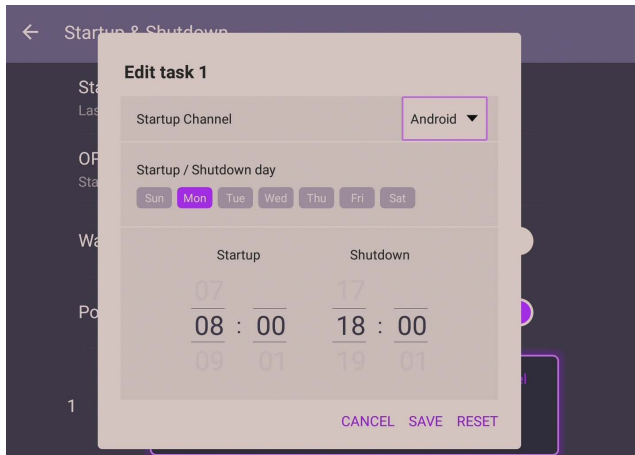 Startup & Shutdown
Edit task 1
Startup Channel
Android
Startup / Shutdown day
Sun Mon Tue Wed Thu Fri Sat
Startup Shutdown
07 17
08 : 00 18 : 00
09 01 19 01
1
CANCEL SAVE RESET